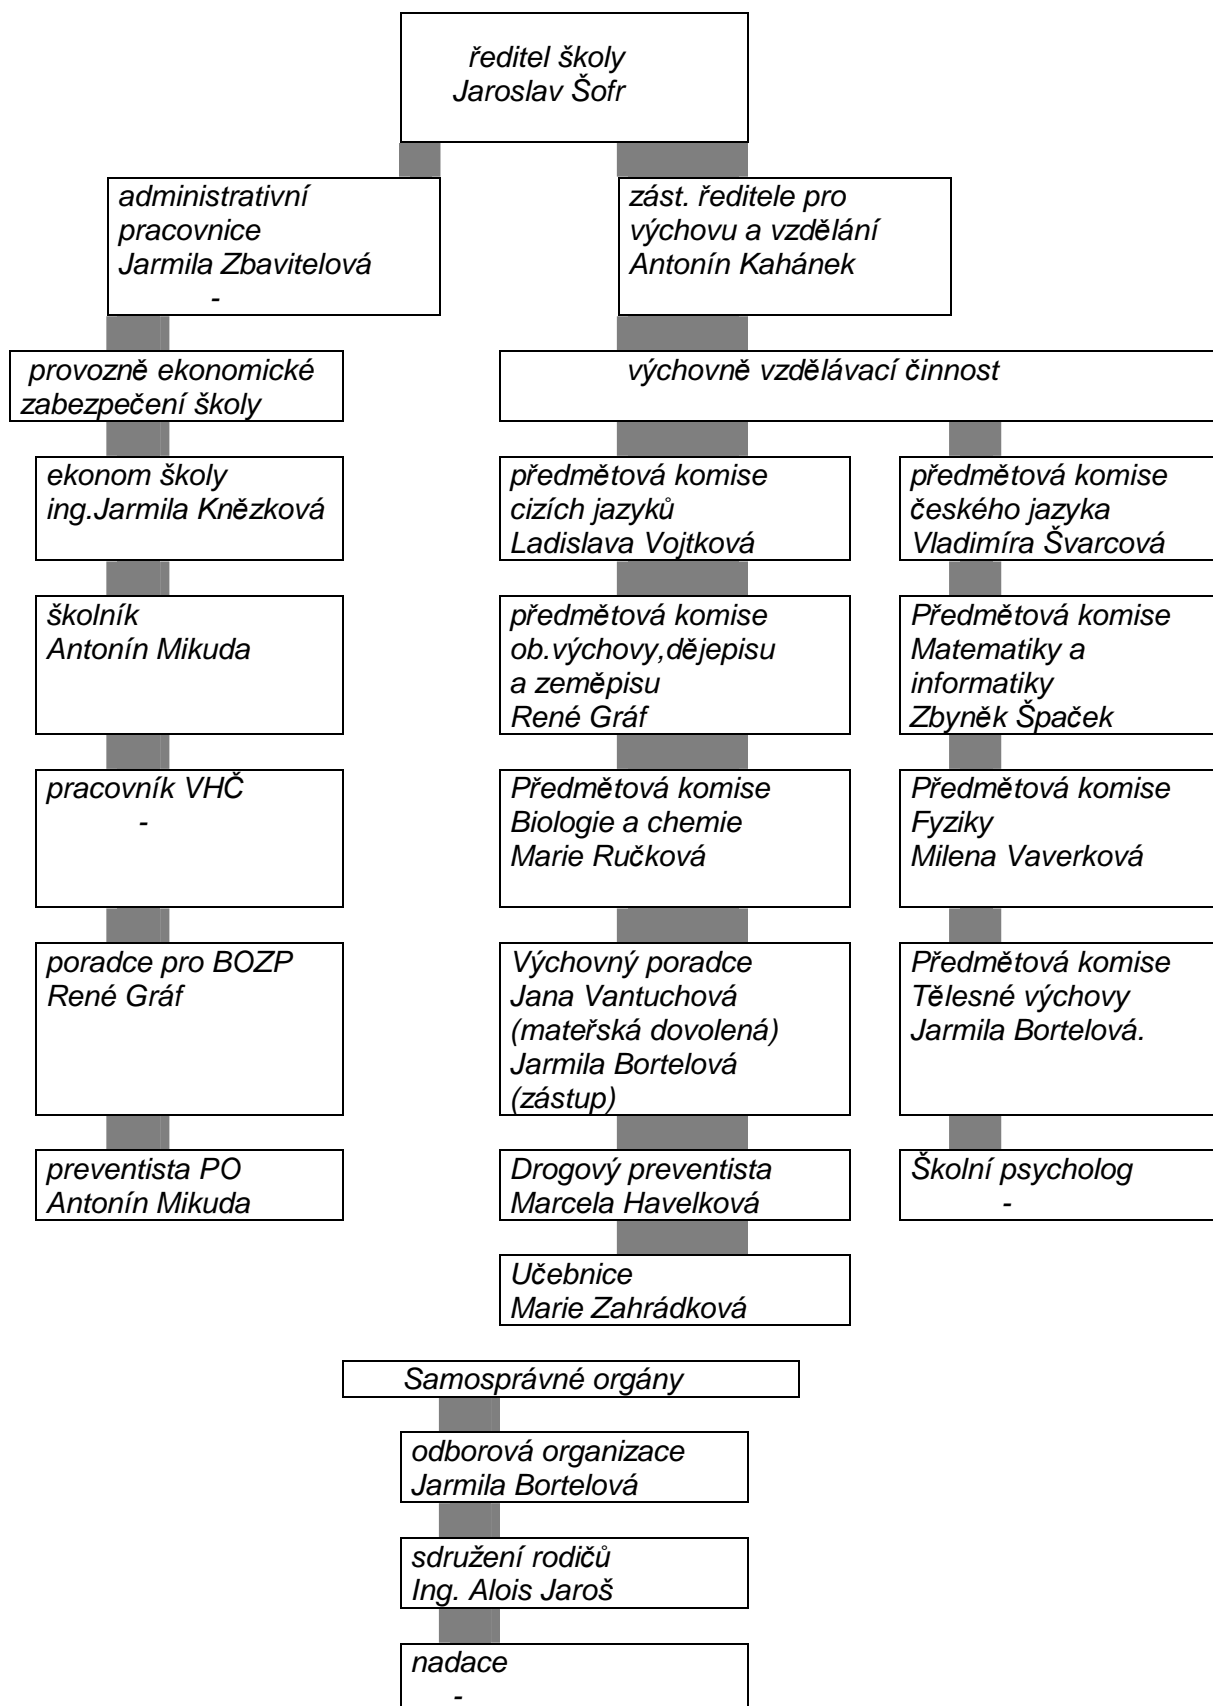 ředitel školy
Jaroslav Šofr
administrativní
pracovnice
Jarmila Zbavitelová
-
zást. ředitele pro
výchovu a vzdělání
Antonín Kahánek
provozně ekonomické
zabezpečení školy
výchovně vzdělávací činnost
ekonom školy
ing.Jarmila Knězková
školník
Antonín Mikuda
pracovník VHČ
-
poradce pro BOZP
René Gráf
preventista PO
Antonín Mikuda
předmětová komise
cizích jazyků
Ladislava Vojtková
předmětová komise
ob.výchovy,dějepisu
a zeměpisu
René Gráf
Předmětová komise
Biologie a chemie
Marie Ručková
Výchovný poradce
Jana Vantuchová
(mateřská dovolená)
Jarmila Bortelová
(zástup)
Drogový preventista
Marcela Havelková
Učebnice
Marie Zahrádková
předmětová komise
českého jazyka
Vladimíra Švarcová
Předmětová komise
Matematiky a
informatiky
Zbyněk Špaček
Předmětová komise
Fyziky
Milena Vaverková
Předmětová komise
Tělesné výchovy
Jarmila Bortelová.
Školní psycholog
-
Samosprávné orgány
odborová organizace
Jarmila Bortelová
sdružení rodičů
Ing. Alois Jaroš
nadace
-